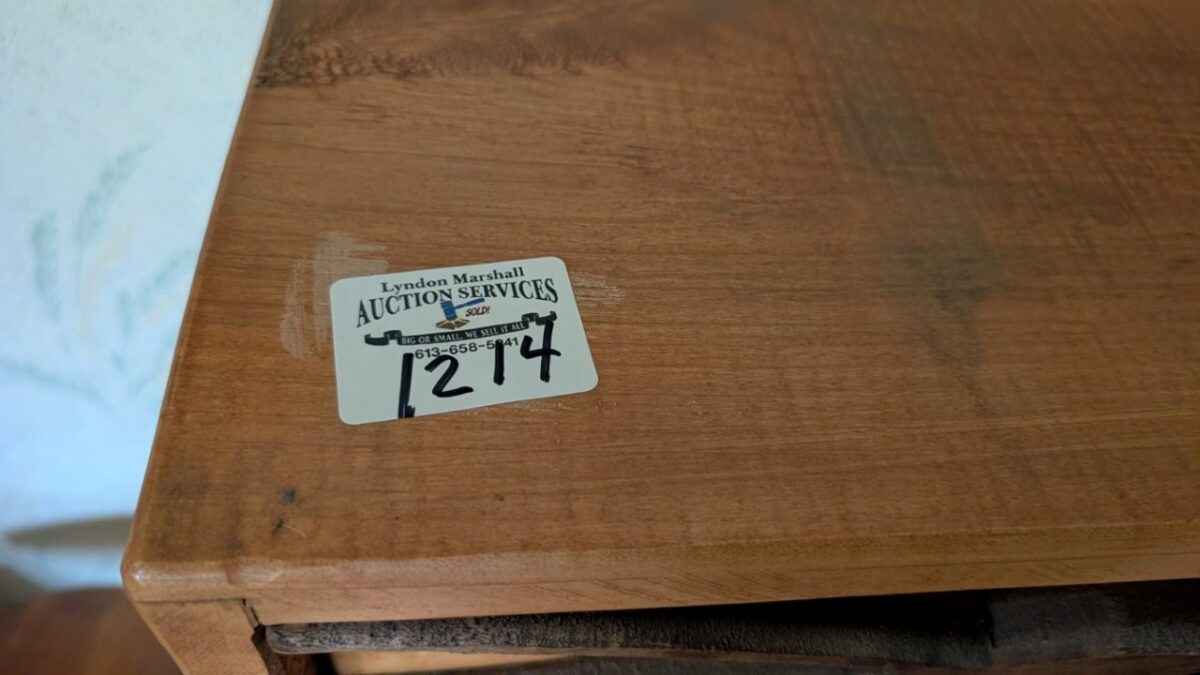 Lyndon Marshall
AUCTION SERVICES
SOLD!
BIG OR SMALL, WE SELL IT ALL
1214